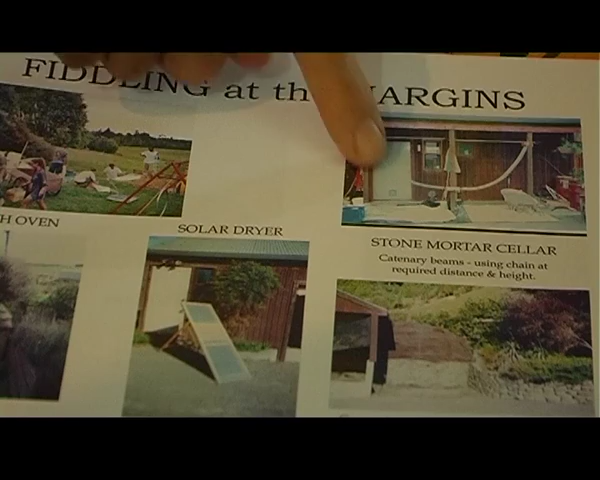 FIDDLING at th ARGINS
H OVEN
SOLAR DRYER
STONE MORTAR CELLAR
Catenary beams - using chain at
required distance & height.